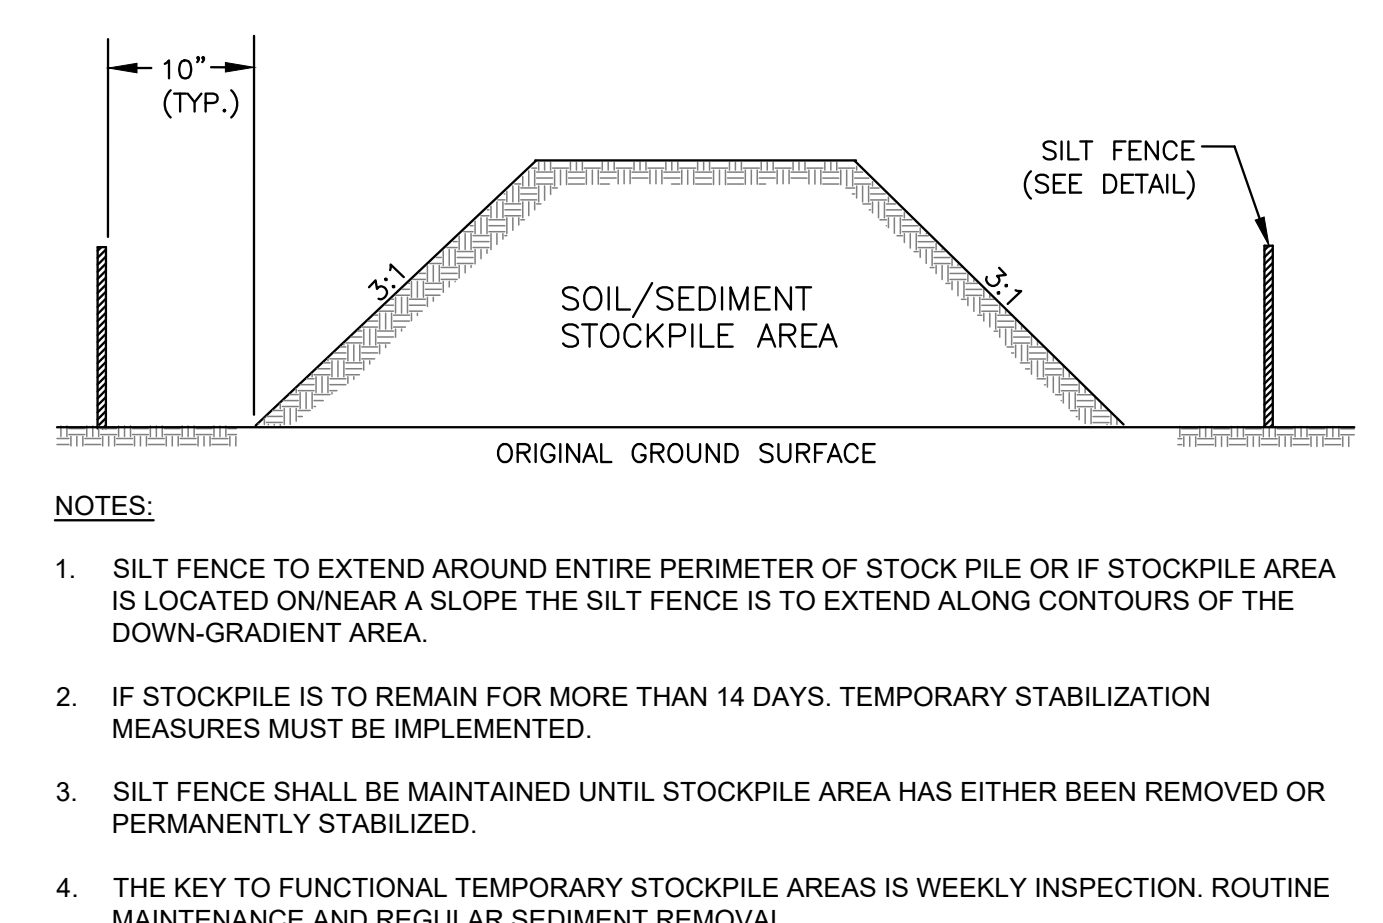 10”
(TYP.)
SILT FENCE
(SEE DETAIL)
3:1
3:1
SOIL/SEDIMENT
STOCKPILE AREA
ORIGINAL GROUND SURFACE
NOTES:
1. SILT FENCE TO EXTEND AROUND ENTIRE PERIMETER OF STOCK PILE OR IF STOCKPILE AREA
IS LOCATED ON/NEAR A SLOPE THE SILT FENCE IS TO EXTEND ALONG CONTOURS OF THE
DOWN-GRADIENT AREA.
2. IF STOCKPILE IS TO REMAIN FOR MORE THAN 14 DAYS. TEMPORARY STABILIZATION
MEASURES MUST BE IMPLEMENTED.
3. SILT FENCE SHALL BE MAINTAINED UNTIL STOCKPILE AREA HAS EITHER BEEN REMOVED OR
PERMANENTLY STABILIZED.
4. THE KEY TO FUNCTIONAL TEMPORARY STOCKPILE AREAS IS WEEKLY INSPECTION. ROUTINE
MAINTENANCE AND REGULAR SEDIMENT REMOVAL